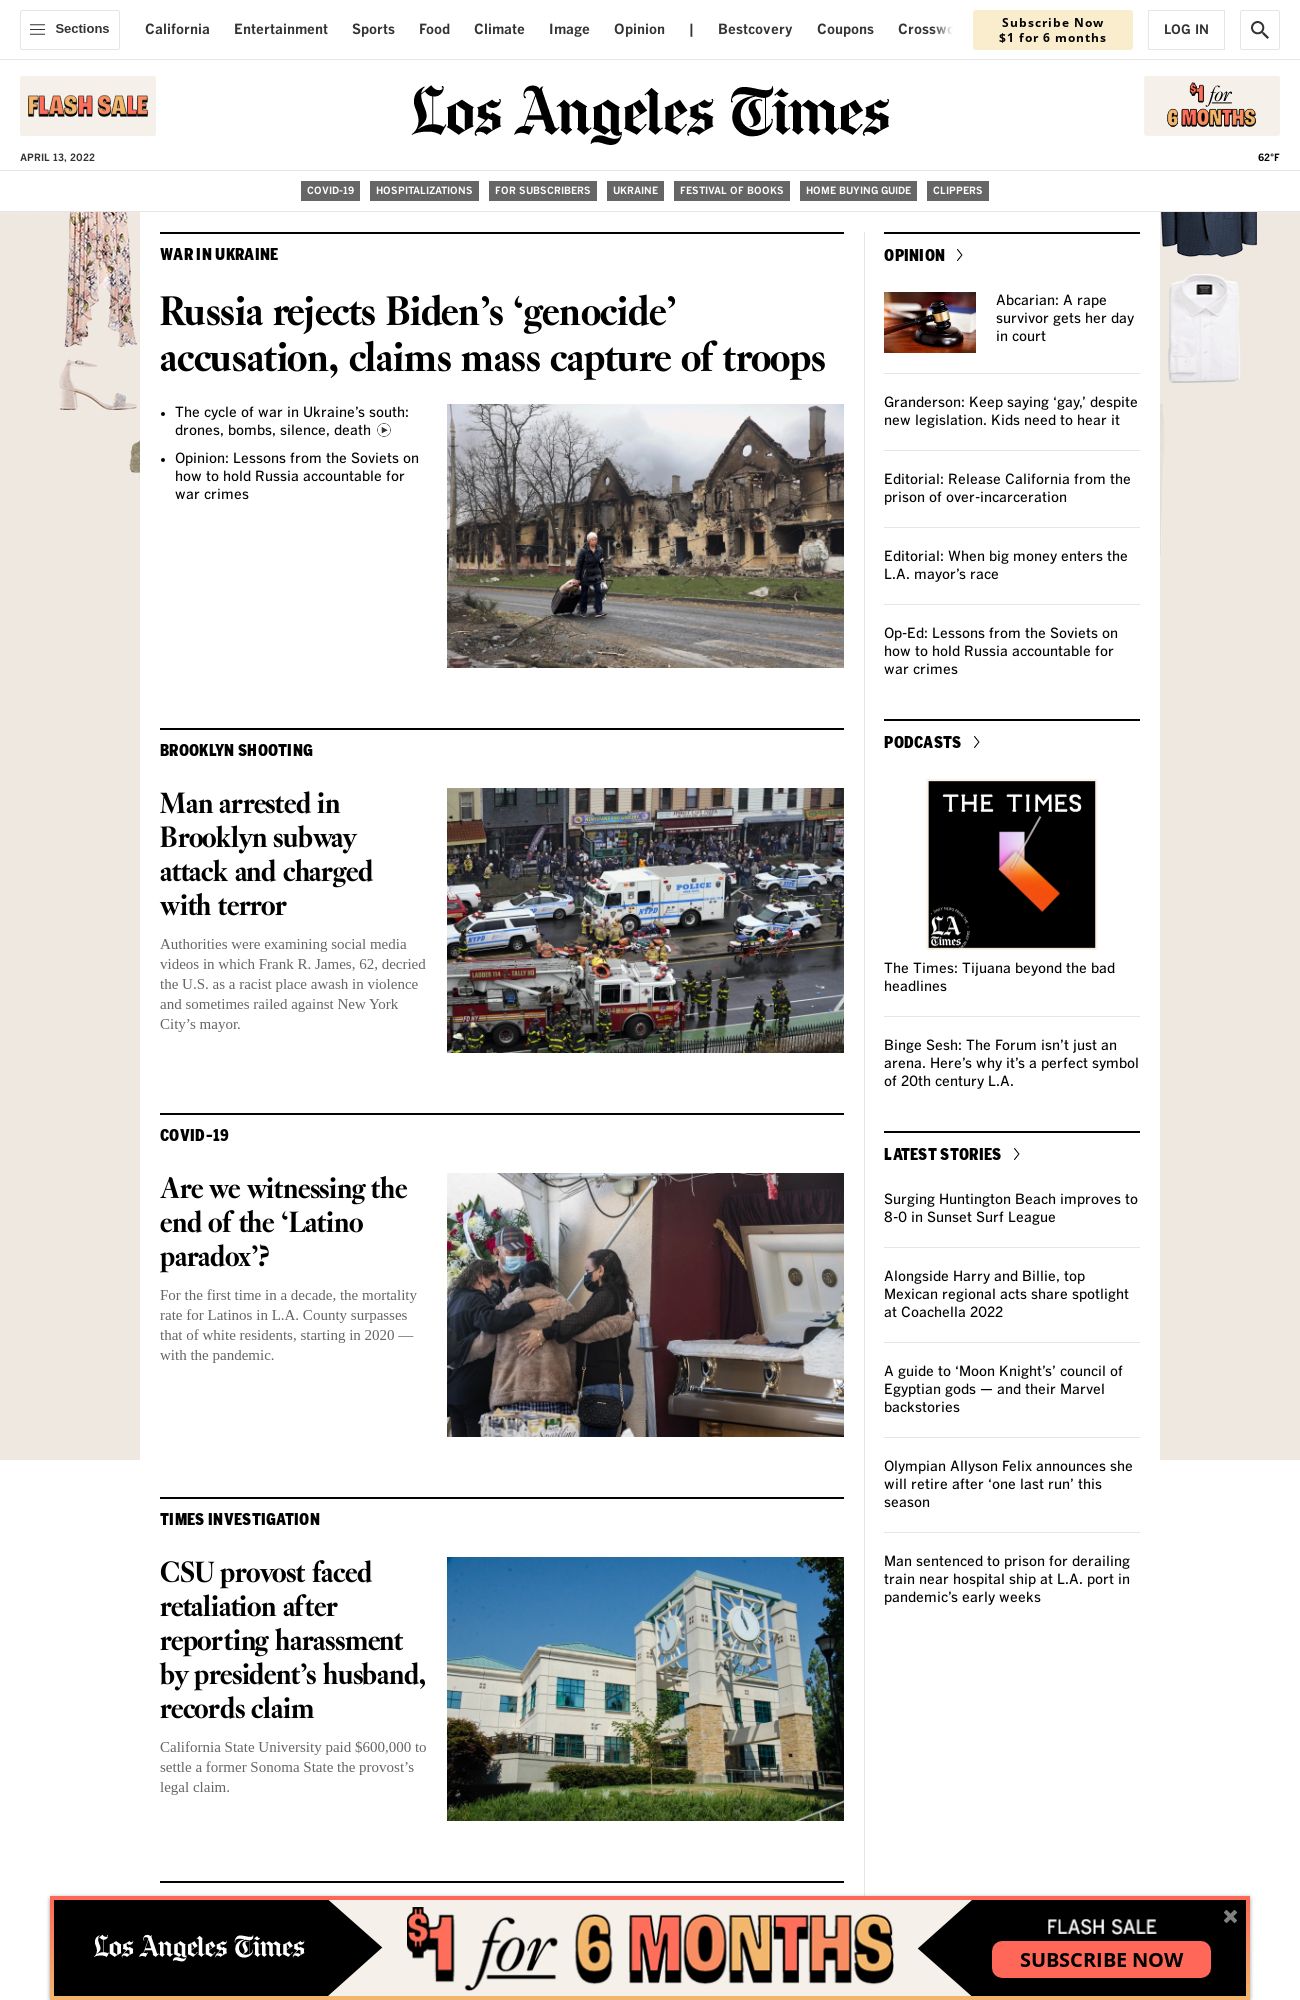 Sections
California
Entertainment
Sports
Food
Climate
Image
Opinion
|
Bestcovery
Coupons
Subscribe Now
$1 for 6 months
LOG IN
FLASH SALE
Los Angeles Times
$1 for
6 MONTHS
APRIL 13, 2022
62°F
COVID-19
HOSPITALIZATIONS
FOR SUBSCRIBERS
UKRAINE
FESTIVAL OF BOOKS
HOME BUYING GUIDE
CLIPPERS
WAR IN UKRAINE
Russia rejects Biden’s ‘genocide’
accusation, claims mass capture of troops
• The cycle of war in Ukraine’s south:
drones, bombs, silence, death
• Opinion: Lessons from the Soviets on
how to hold Russia accountable for
war crimes
BROOKLYN SHOOTING
Man arrested in
Brooklyn subway
attack and charged
with terror
Authorities were examining social media
videos in which Frank R. James, 62, decried
the U.S. as a racist place awash in violence
and sometimes railed against New York
City’s mayor.
POLICE
NYPD
NYPD
LADDER 114
TALLY HO
COVID-19
Are we witnessing the
end of the ‘Latino
paradox’?
For the first time in a decade, the mortality
rate for Latinos in L.A. County surpasses
that of white residents, starting in 2020 —
with the pandemic.
TIMES INVESTIGATION
CSU provost faced
retaliation after
reporting harassment
by president’s husband,
records claim
California State University paid $600,000 to
settle a former Sonoma State the provost’s
legal claim.
OPINION
Abcarian: A rape
survivor gets her day
in court
Granderson: Keep saying ‘gay,’ despite
new legislation. Kids need to hear it
Editorial: Release California from the
prison of over-incarceration
Editorial: When big money enters the
L.A. mayor’s race
Op-Ed: Lessons from the Soviets on
how to hold Russia accountable for
war crimes
PODCASTS
THE TIMES
LA
Times
The Times: Tijuana beyond the bad
headlines
Binge Sesh: The Forum isn’t just an
arena. Here’s why it’s a perfect symbol
of 20th century L.A.
LATEST STORIES
Surging Huntington Beach improves to
8-0 in Sunset Surf League
Alongside Harry and Billie, top
Mexican regional acts share spotlight
at Coachella 2022
A guide to ‘Moon Knight’s’ council of
Egyptian gods — and their Marvel
backstories
Olympian Allyson Felix announces she
will retire after ‘one last run’ this
season
Man sentenced to prison for derailing
train near hospital ship at L.A. port in
pandemic’s early weeks
Los Angeles Times
$1 for 6 MONTHS
FLASH SALE
SUBSCRIBE NOW